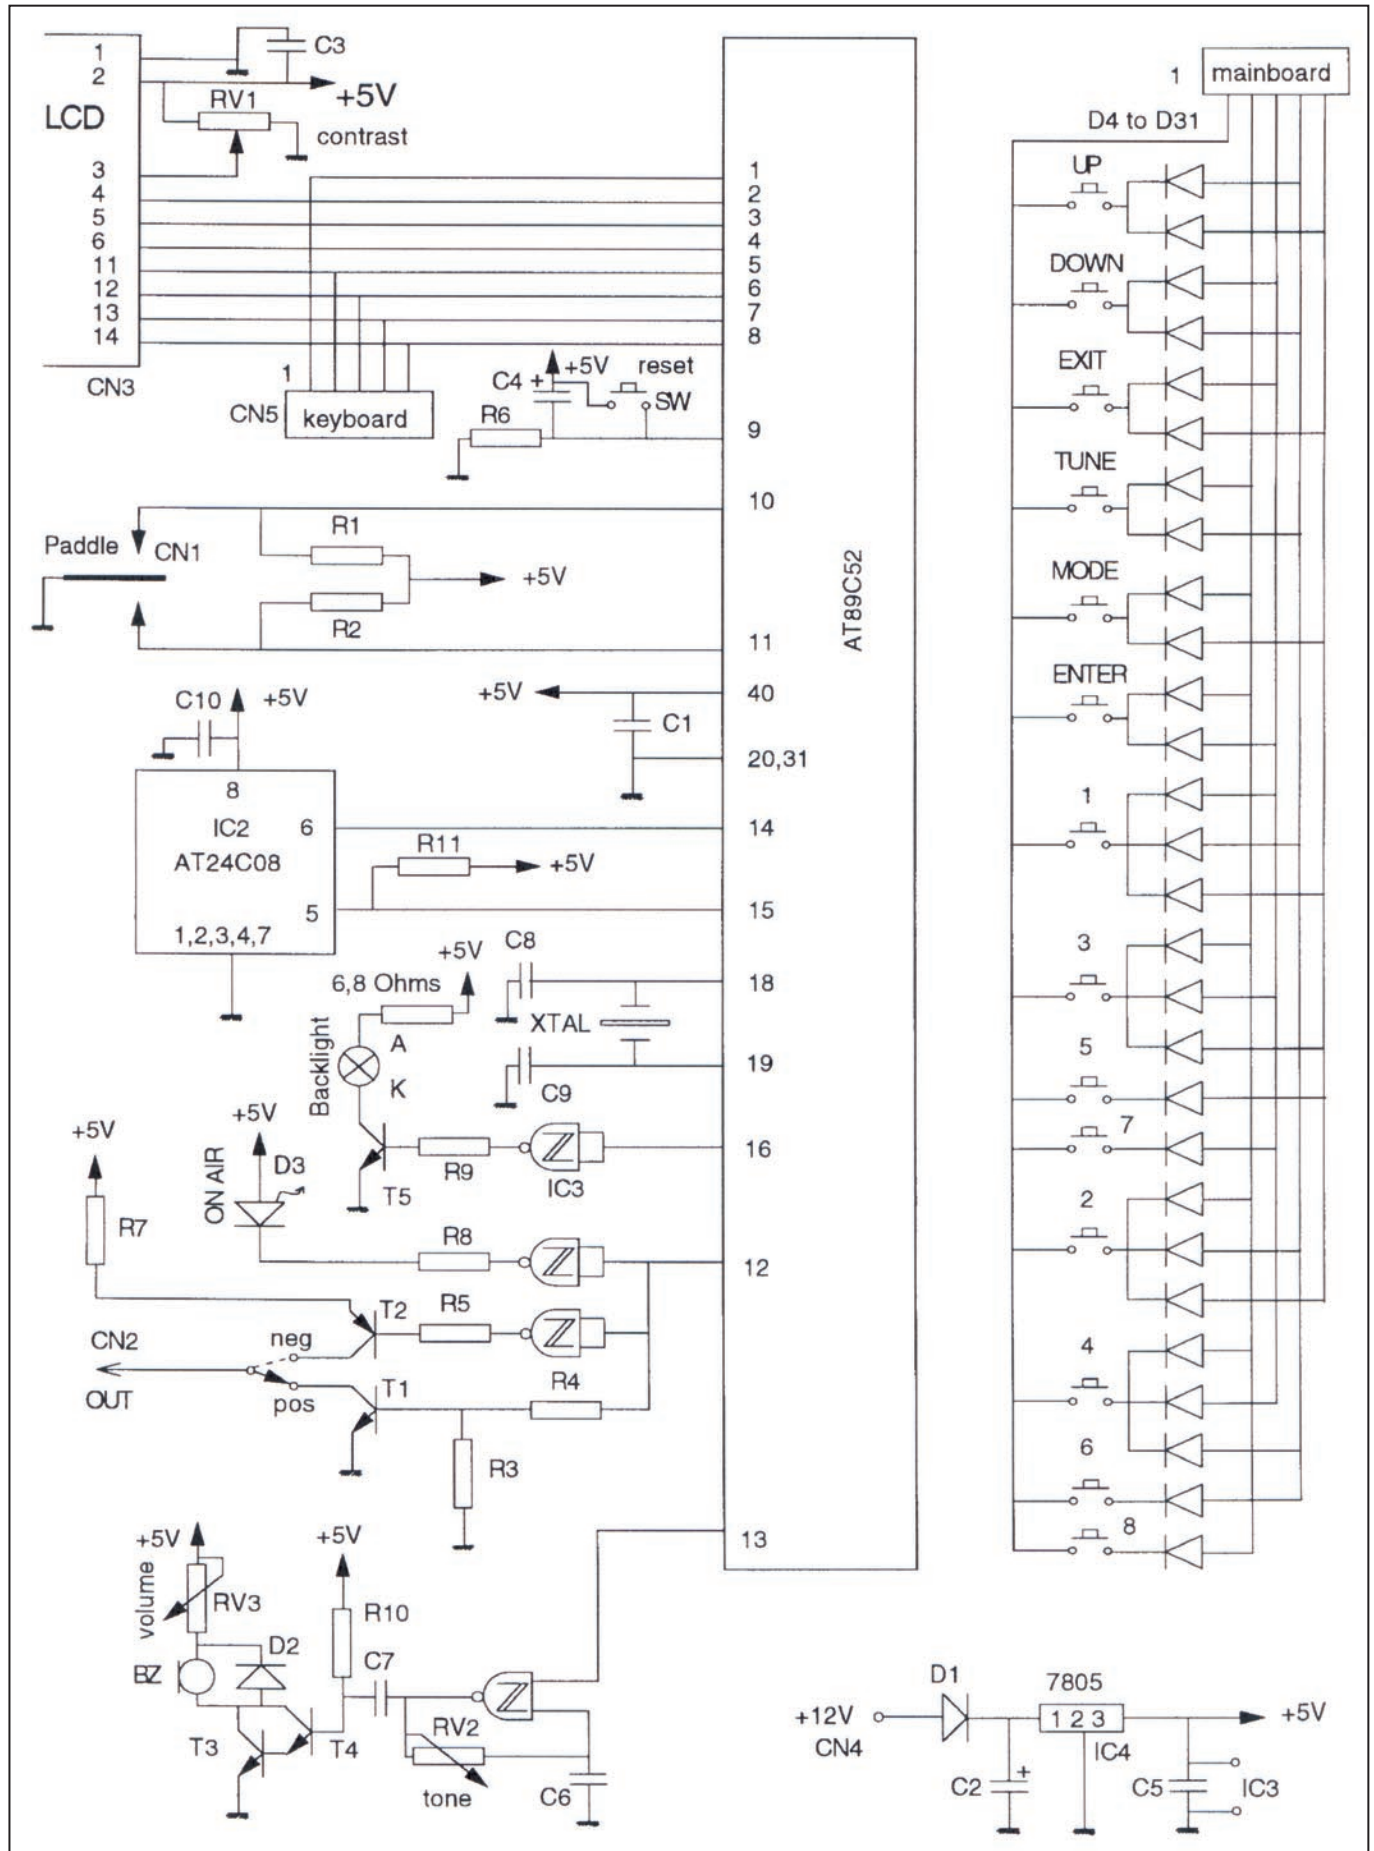 1
2
LCD
3
4
5
6
11
12
13
14
CN3
C3
+5V
RV1
contrast
1
CN5
keyboard
C4 +
+5V
reset
SW
R6
Paddle
CN1
R1
R2
+5V
+5V
C1
C10
+5V
8
IC2
AT24C08
6
5
1,2,3,4,7
R11
+5V
+5V
6,8 Ohms
C8
XTAL
C9
Backlight
A
K
T5
R9
IC3
+5V
ON AIR
D3
R8
+5V
R7
T2
R5
CN2
OUT
neg
pos
T1
R4
R3
+5V
volume
RV3
BZ
D2
T3
T4
+5V
R10
C7
RV2
tone
C6
1
2
3
4
5
6
7
8
9
10
11
40
20,31
14
15
18
19
16
12
13
AT89C52
1
mainboard
D4 to D31
UP
DOWN
EXIT
TUNE
MODE
ENTER
1
3
5
7
2
4
6
8
+12V
CN4
D1
C2
+
7805
1 2 3
IC4
C5
IC3
+5V